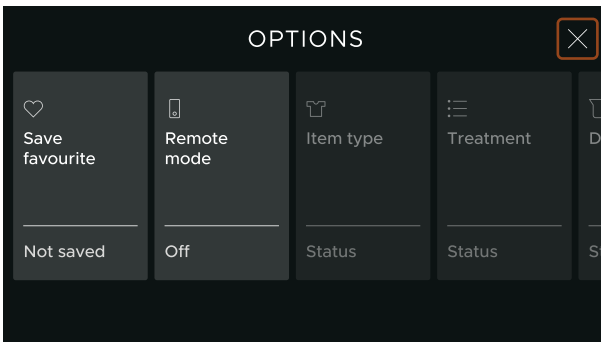 OPTIONS
Save
favourite
Not saved
Remote
mode
Off
Item type
Status
Treatment
Status